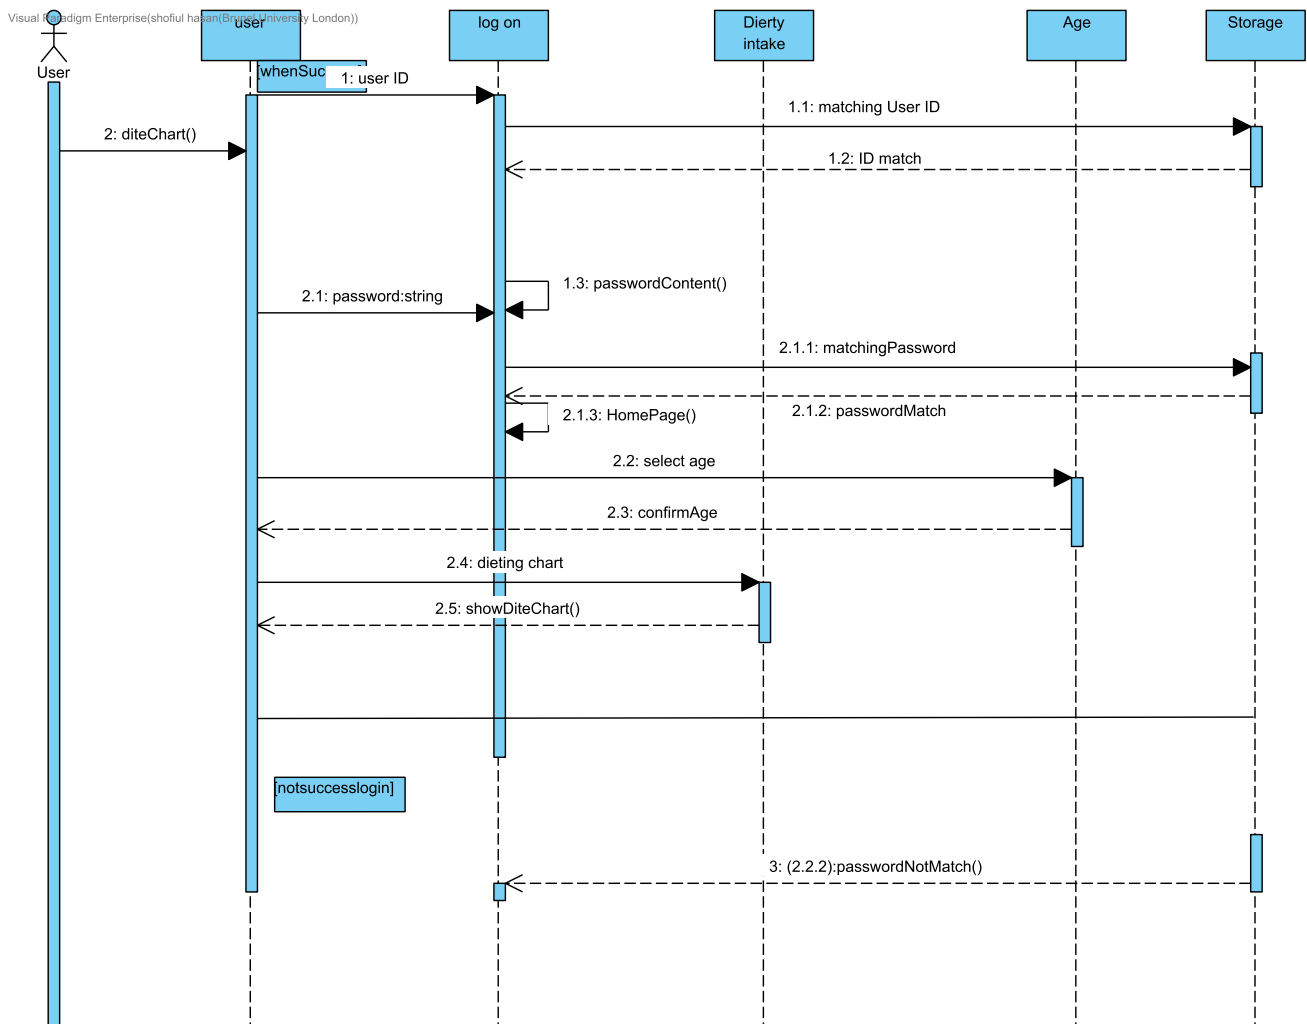 Visual Paradigm Enterprise(shofiul hasan(Brunel University London))
User
user
log on
Dierty
intake
Age
Storage
[whenSuc
1: user ID
1.1: matching User ID
2: diteChart()
1.2: ID match
1.3: passwordContent()
2.1: password:string
2.1.1: matchingPassword
2.1.2: passwordMatch
2.1.3: HomePage()
2.2: select age
2.3: confirmAge
2.4: dieting chart
2.5: showDiteChart()
[notsuccesslogin]
3: (2.2.2):passwordNotMatch()